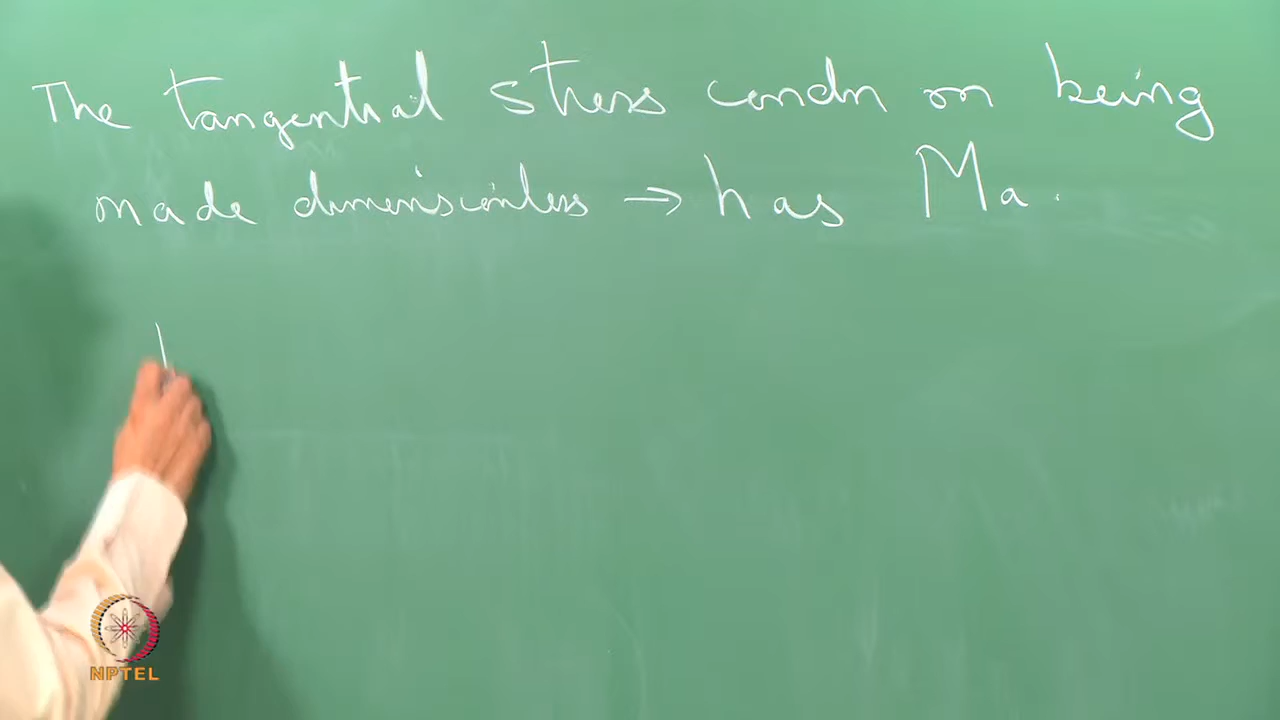 The tangential stress condn on being
made dimensionless → has Ma.
NPTEL